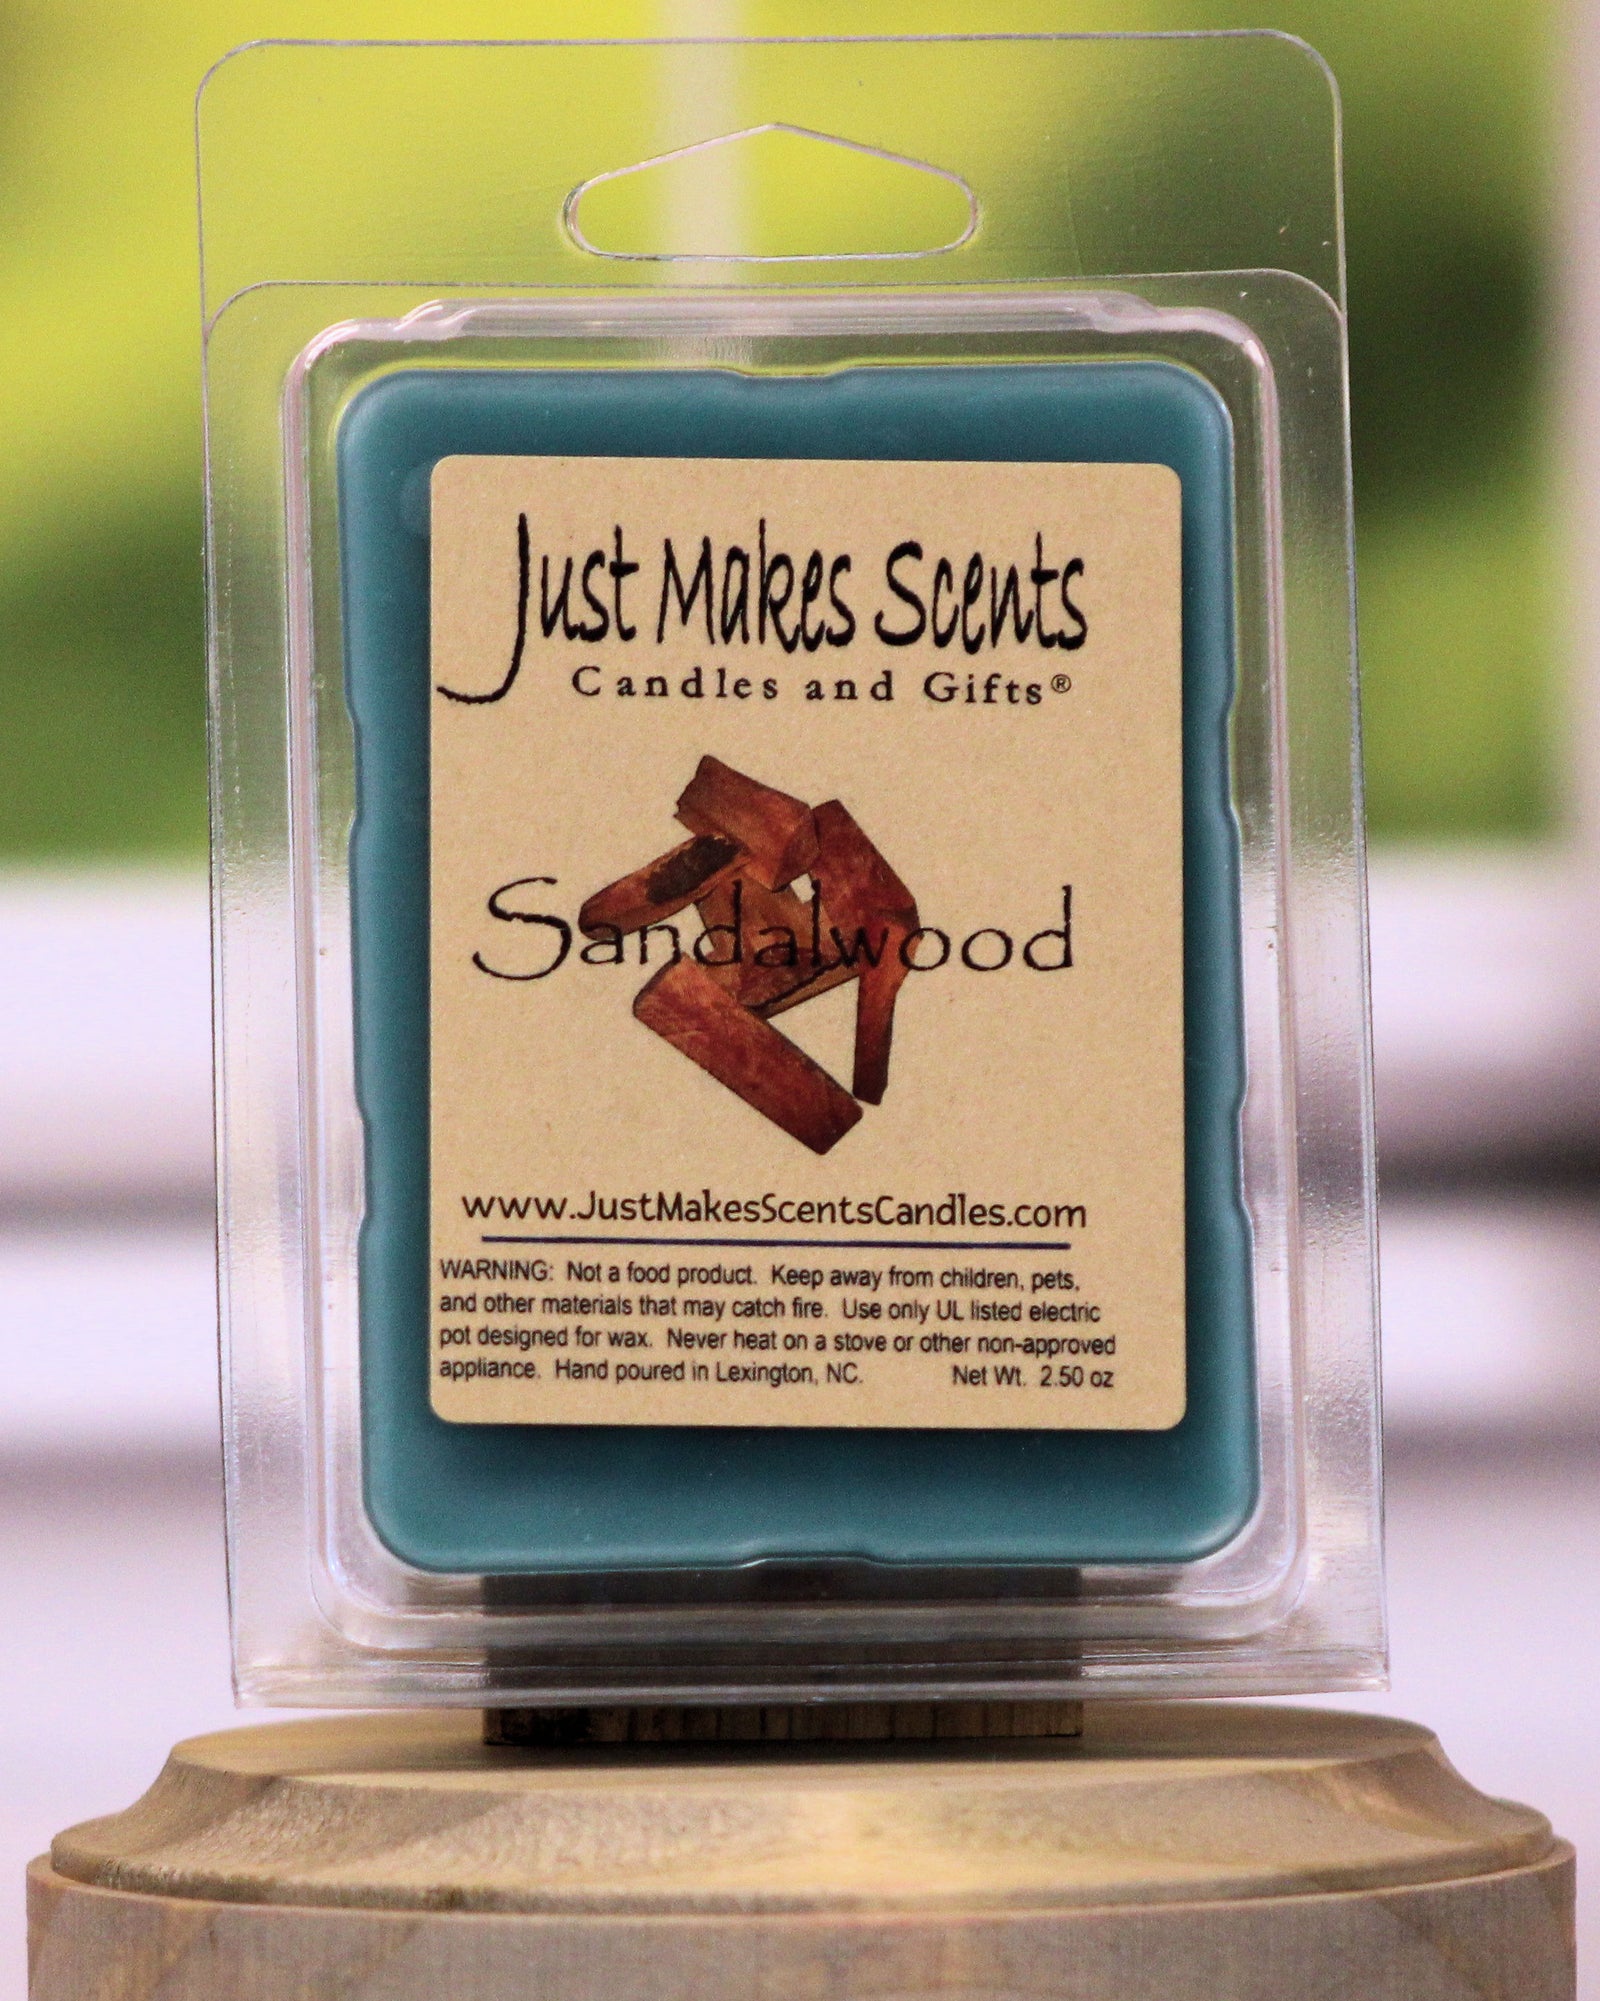 Just Makes Scents
Candles and Gifts®
Sandalwood
www.JustMakesScentsCandles.com
WARNING: Not a food product. Keep away from children, pets,
and other materials that may catch fire. Use only UL listed electric
pot designed for wax. Never heat on a stove or other non-approved
appliance. Hand poured in Lexington, NC. Net Wt. 2.50 oz